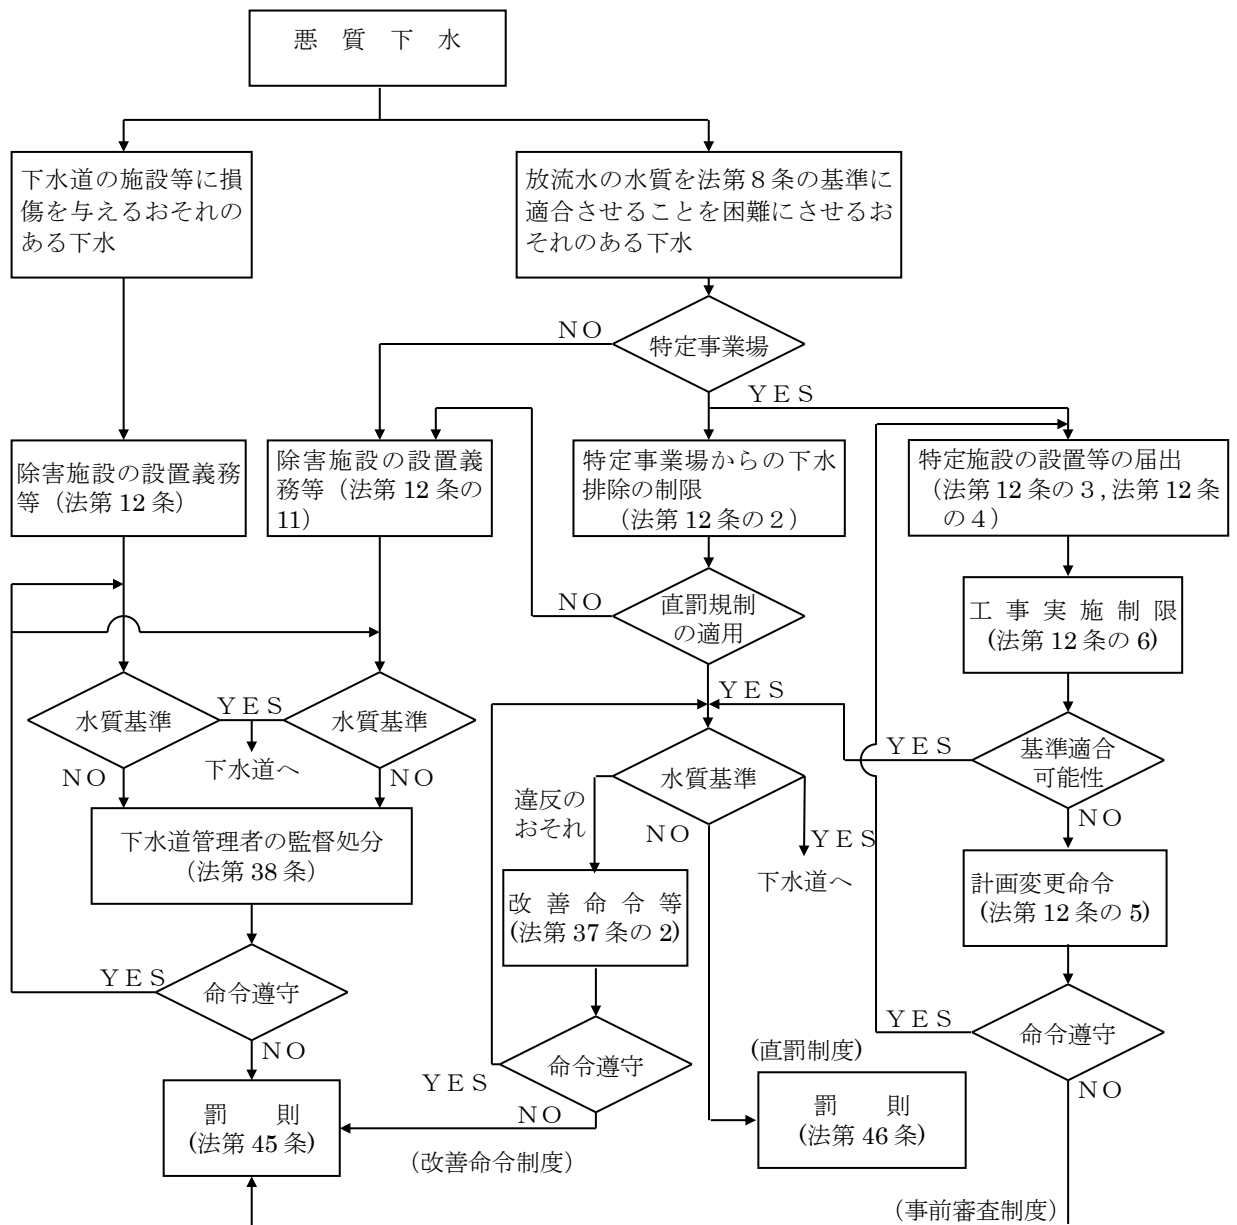 悪　質　下　水
下水道の施設等に損
傷を与えるおそれの
ある下水
放流水の水質を法第８条の基準に
適合させることを困難にさせるお
それのある下水
ＮＯ
特定事業場
ＹＥＳ
除害施設の設置義務
等（法第 12 条）
除害施設の設置義
務等（法第 12 条の
11）
特定事業場からの下水
排除の制限
（法第 12 条の２）
特定施設の設置等の届出
（法第 12 条の３,法第 12 条
の４）
ＮＯ
直罰規制
の適用
工 事 実 施 制 限
(法第 12 条の 6)
ＹＥＳ
水質基準
ＹＥＳ
水質基準
ＮＯ
下水道へ
ＮＯ
水質基準
ＹＥＳ
基準適合
可能性
違反の
おそれ
ＮＯ
ＹＥＳ
下水道へ
ＮＯ
下水道管理者の監督処分
（法第 38 条）
改 善 命 令 等
(法第 37 条の 2)
計画変更命令
(法第 12 条の 5)
ＹＥＳ
命令遵守
ＮＯ
ＹＥＳ
命令遵守
ＮＯ
ＹＥＳ
命令遵守
ＮＯ
(直罰制度)
罰　　則
(法第 45 条)
罰　　則
(法第 46 条)
（改善命令制度）
（事前審査制度）